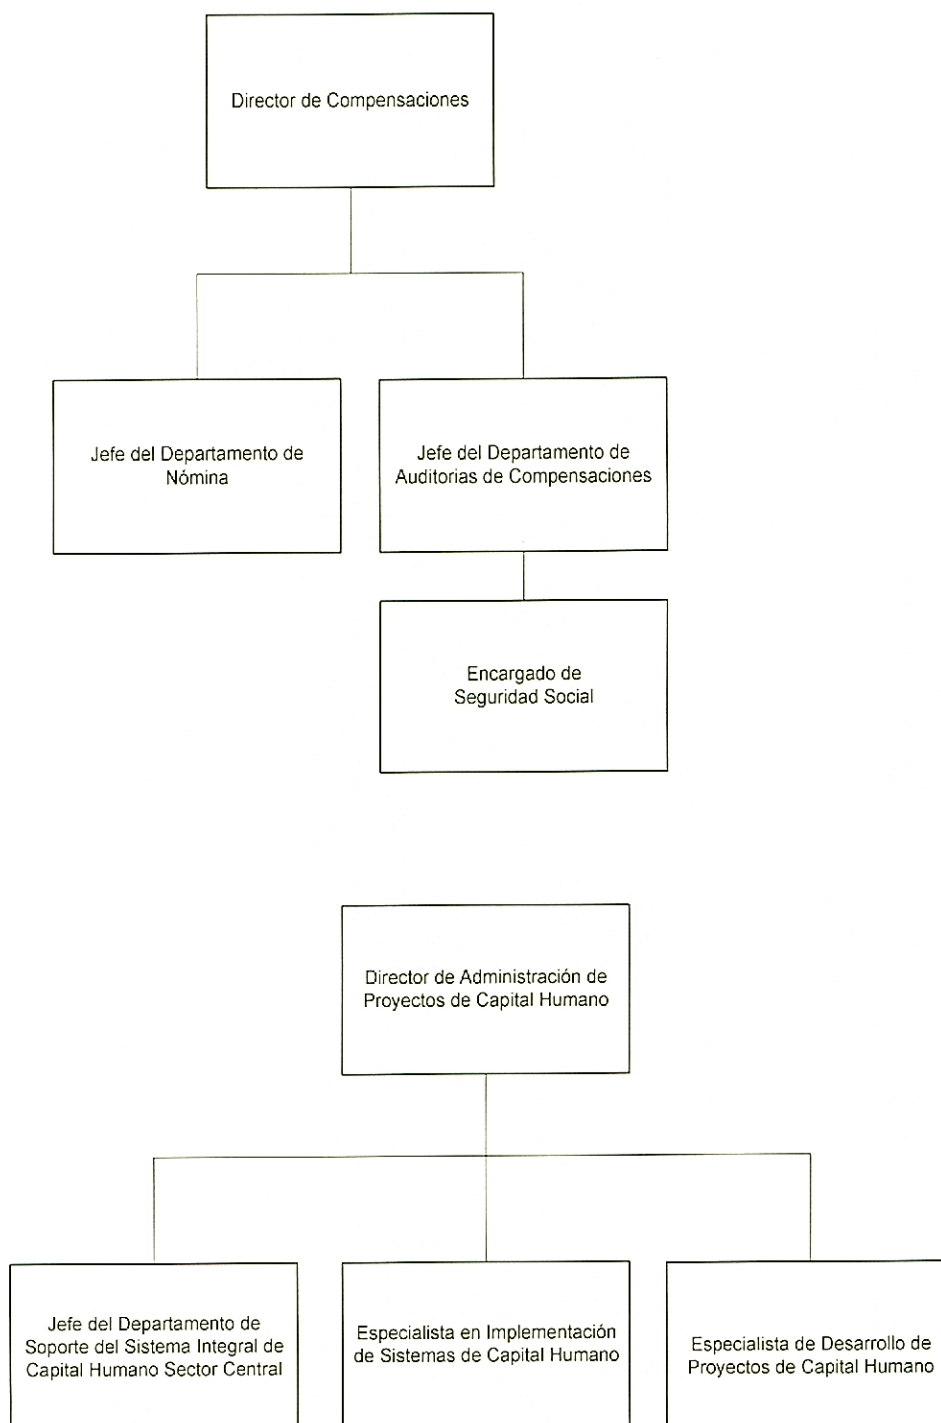 Director de Compensaciones
Jefe del Departamento de
Nómina
Jefe del Departamento de
Auditorias de Compensaciones
Encargado de
Seguridad Social
Director de Administración de
Proyectos de Capital Humano
Jefe del Departamento de
Soporte del Sistema Integral de
Capital Humano Sector Central
Especialista en Implementación
de Sistemas de Capital Humano
Especialista de Desarrollo de
Proyectos de Capital Humano